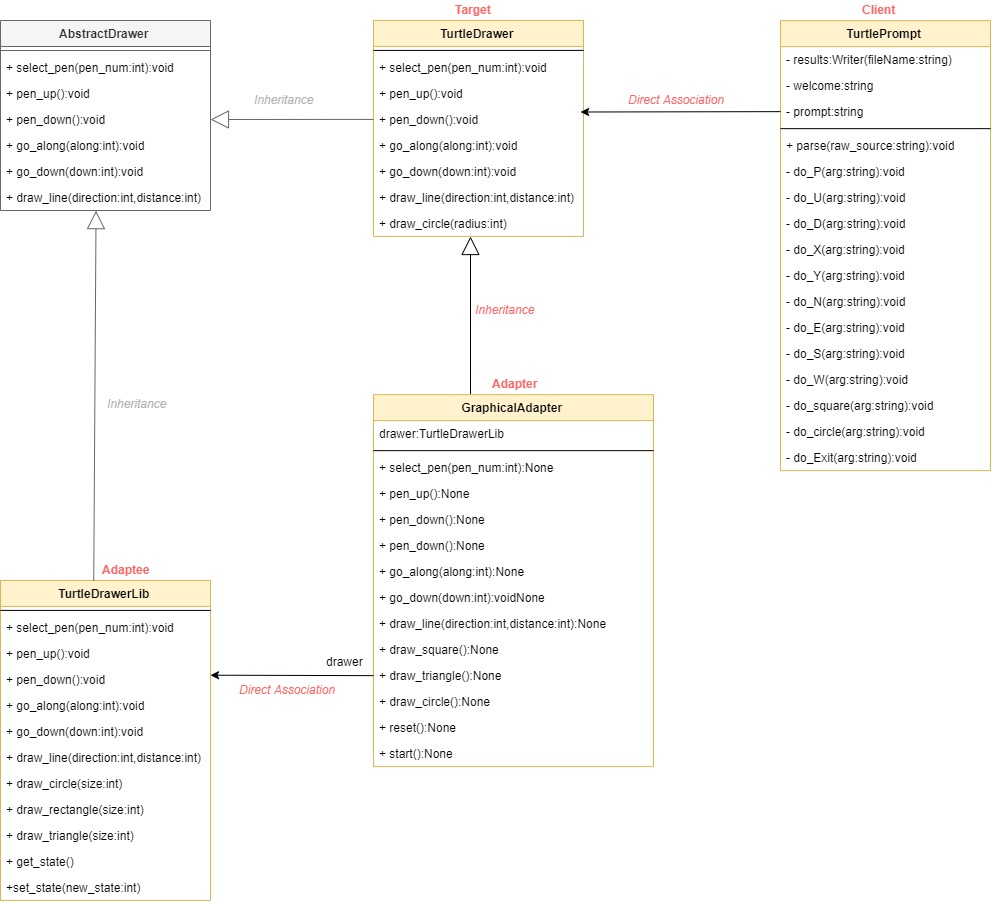 AbstractDrawer
+ select_pen(pen_num:int):void
+ pen_up():void
+ pen_down():void
+ go_along(along:int):void
+ go_down(down:int):void
+ draw_line(direction:int,distance:int)
Inheritance
Target
TurtleDrawer
+ select_pen(pen_num:int):void
+ pen_up():void
+ pen_down():void
+ go_along(along:int):void
+ go_down(down:int):void
+ draw_line(direction:int,distance:int)
+ draw_circle(radius:int)
Direct Association
Client
TurtlePrompt
- results:Writer(fileName:string)
- welcome:string
- prompt:string
+ parse(raw_source:string):void
- do_P(arg:string):void
- do_U(arg:string):void
- do_D(arg:string):void
- do_X(arg:string):void
- do_Y(arg:string):void
- do_N(arg:string):void
- do_E(arg:string):void
- do_S(arg:string):void
- do_W(arg:string):void
- do_square(arg:string):void
- do_circle(arg:string):void
- do_Exit(arg:string):void
Inheritance
Inheritance
Adapter
GraphicalAdapter
drawer:TurtleDrawerLib
+ select_pen(pen_num:int):None
+ pen_up():None
+ pen_down():None
+ pen_down():None
+ go_along(along:int):None
+ go_down(down:int):voidNone
+ draw_line(direction:int,distance:int):None
+ draw_square():None
+ draw_triangle():None
+ draw_circle():None
+ reset():None
+ start():None
Adaptee
TurtleDrawerLib
+ select_pen(pen_num:int):void
+ pen_up():void
+ pen_down():void
+ go_along(along:int):void
+ go_down(down:int):void
+ draw_line(direction:int,distance:int)
+ draw_circle(size:int)
+ draw_rectangle(size:int)
+ draw_triangle(size:int)
+ get_state()
+set_state(new_state:int)
drawer
Direct Association